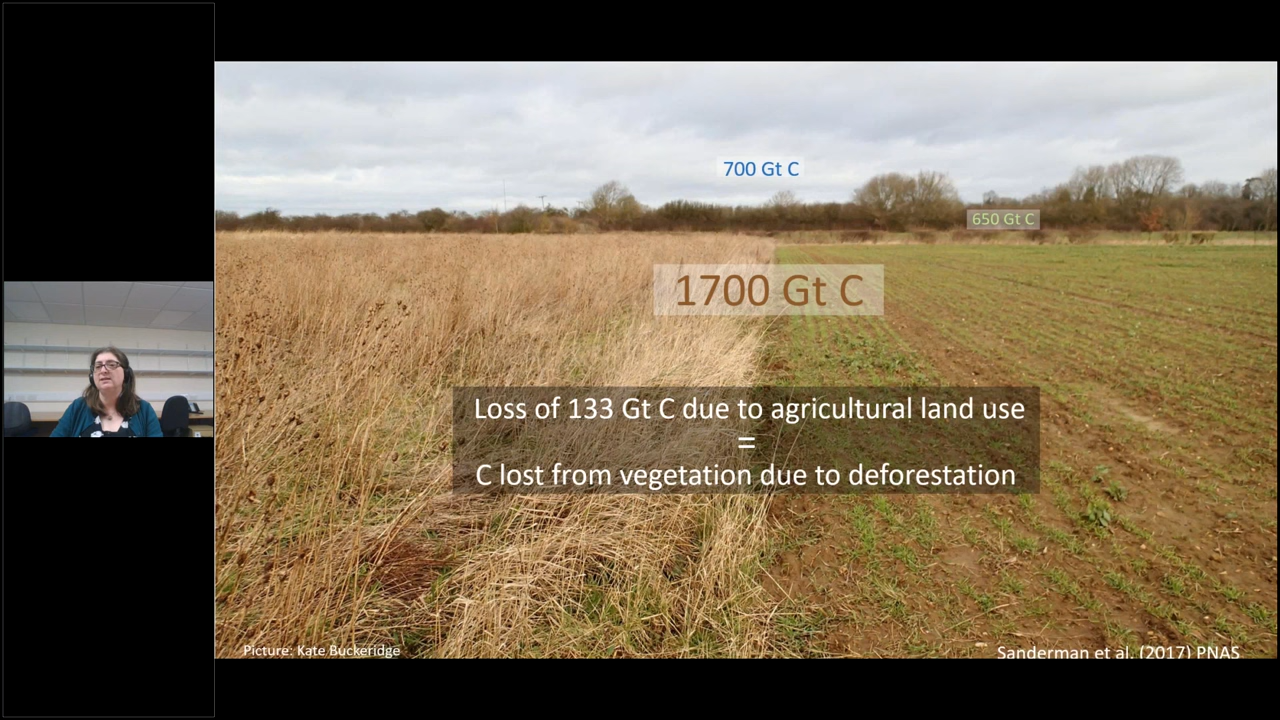 700 Gt C
650 Gt C
1700 Gt C
Loss of 133 Gt C due to agricultural land use
=
C lost from vegetation due to deforestation
Picture: Kate Buckeridge
Sanderman et al. (2017) PNAS